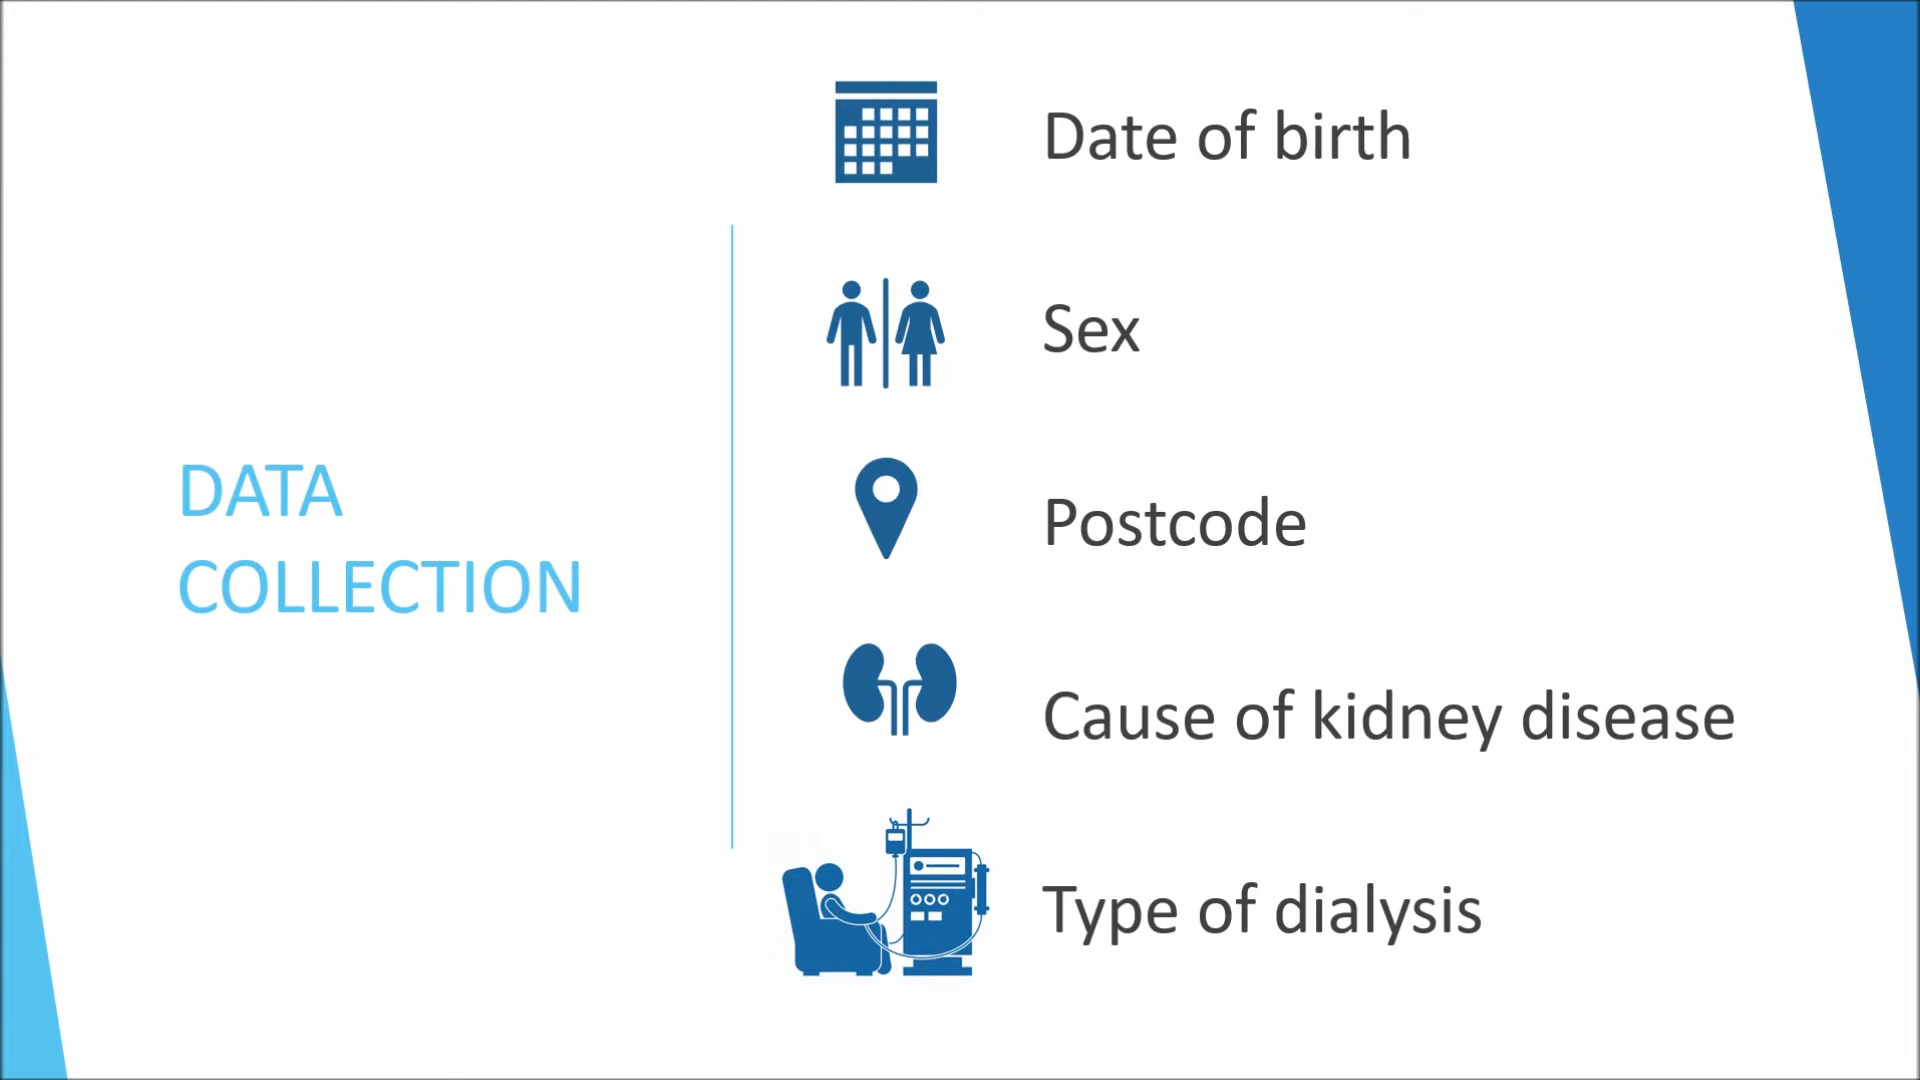 DATA
COLLECTION
Date of birth
Sex
Postcode
Cause of kidney disease
Type of dialysis